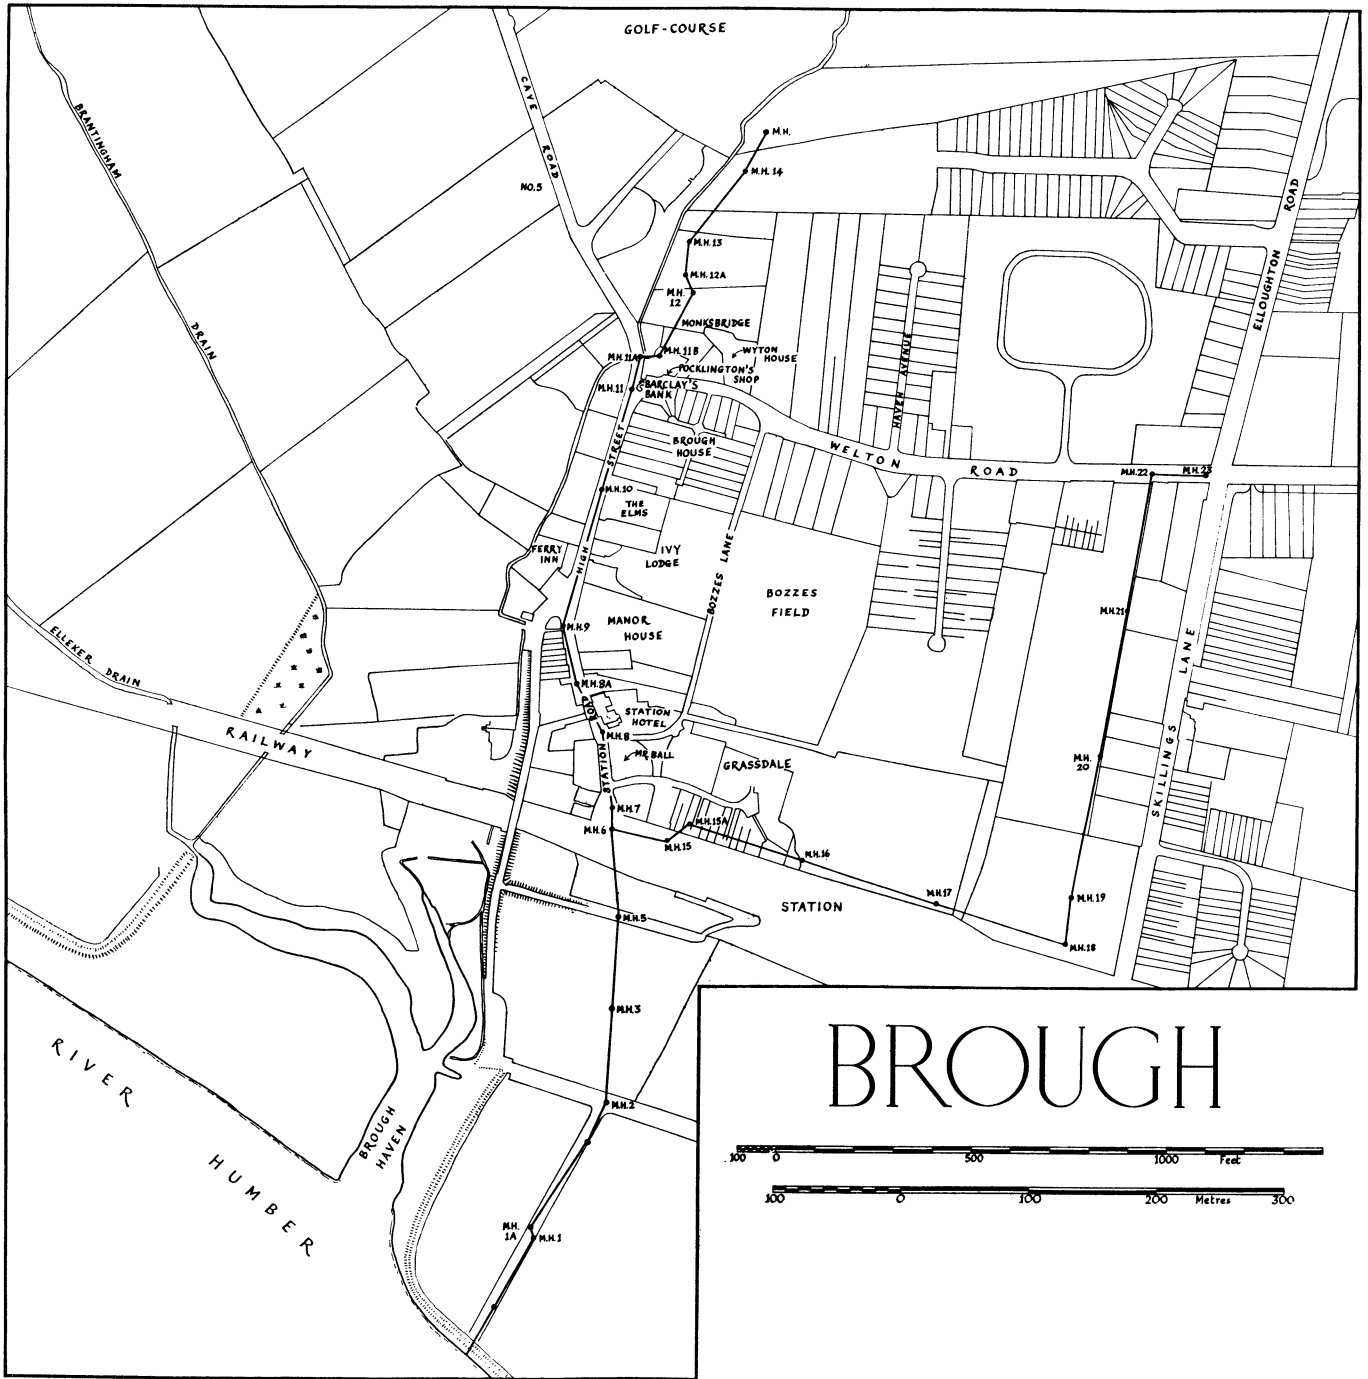 GOLF-COURSE
CAVE ROAD
BRANTINGHAM DRAIN
NO.5
M.H.
M.H. 14
M.H.13
M.H.12A
M.H.
12
MONKSBRIDGE
M.H.11A
M.H.11B
WYTON
HOUSE
POCKLINGTON'S
SHOP
M.H.11
BARCLAY'S
BANK
HAVEN AVENUE
ELLOUGHTON ROAD
HIGH STREET
BROUGH
HOUSE
WELTON ROAD
M.H.22
M.H.23
M.H.10
THE
ELMS
FERRY
INN
IVY
LODGE
BOZZES LANE
BOZZES
FIELD
M.H.9
MANOR
HOUSE
M.H.21
ELLEKER DRAIN
M.H.8A
STATION ROAD
STATION
HOTEL
M.H.8
MR BALL
GRASSDALE
RAILWAY
M.H.
20
SKILLINGS LANE
M.H.7
M.H.6
M.H.15A
M.H.15
M.H.16
M.H.17
M.H.19
STATION
M.H.5
M.H.18
M.H.3
M.H.2
RIVER HUMBER
BROUGH
HAVEN
M.H.
1A
M.H.1
BROUGH
100 0 500 1000 Feet
100 0 100 200 Metres 300